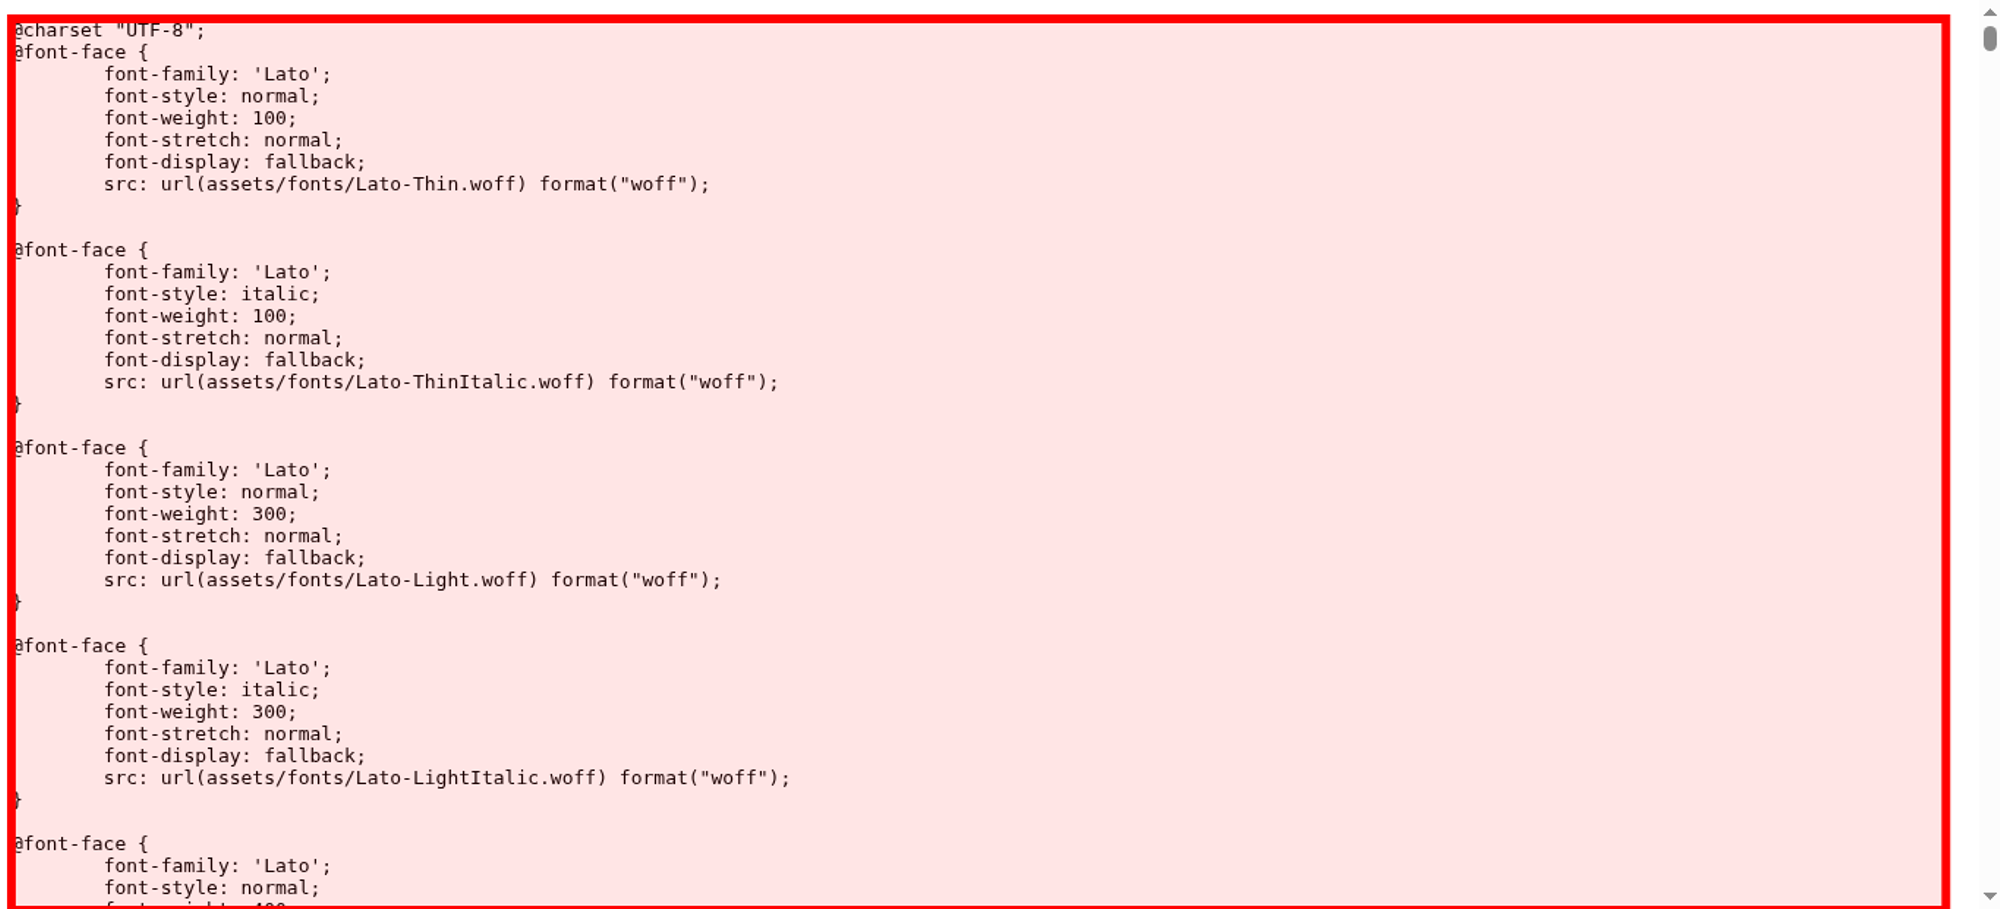 @charset "UTF-8";
@font-face {
font-family: 'Lato';
font-style: normal;
font-weight: 100;
font-stretch: normal;
font-display: fallback;
src: url(assets/fonts/Lato-Thin.woff) format("woff");
}
@font-face {
font-family: 'Lato';
font-style: italic;
font-weight: 100;
font-stretch: normal;
font-display: fallback;
src: url(assets/fonts/Lato-ThinItalic.woff) format("woff");
}
@font-face {
font-family: 'Lato';
font-style: normal;
font-weight: 300;
font-stretch: normal;
font-display: fallback;
src: url(assets/fonts/Lato-Light.woff) format("woff");
}
@font-face {
font-family: 'Lato';
font-style: italic;
font-weight: 300;
font-stretch: normal;
font-display: fallback;
src: url(assets/fonts/Lato-LightItalic.woff) format("woff");
}
@font-face {
font-family: 'Lato';
font-style: normal;